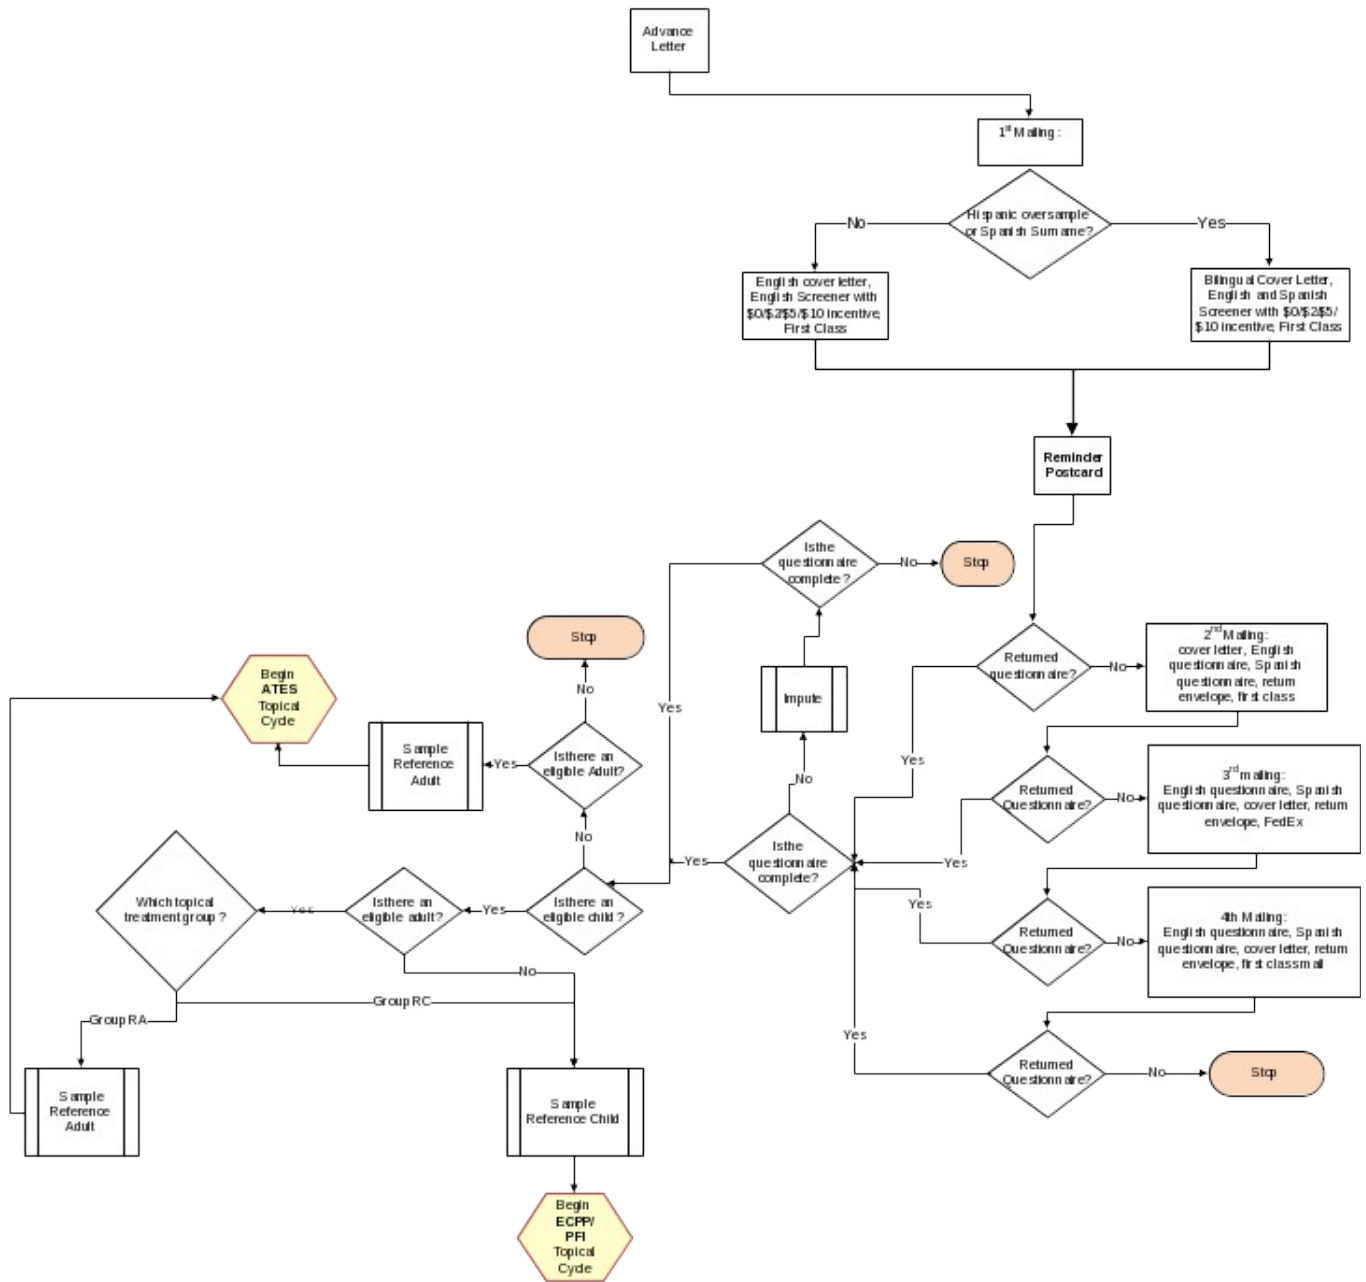 Advance
Letter
1st Mailing :
Hispanic oversample
or Spanish Surname?
No
Yes
English cover letter,
English Screener with
$0/$2/$5/$10 incentive,
First Class
Bilingual Cover Letter,
English and Spanish
Screener with $0/$2/$5/
$10 incentive, First Class
Reminder
Postcard
Is the
questionnaire
complete ?
No
Stop
Returned
questionnaire?
No
2nd Mailing:
cover letter, English
questionnaire, Spanish
questionnaire, return
envelope, first class
Stop
Begin
ATES
Topical
Cycle
No
Impute
Yes
Sample
Reference
Adult
Yes
Is there an
eligible Adult?
Yes
No
Returned
Questionnaire?
No
3rd mailing:
English questionnaire, Spanish
questionnaire, cover letter, return
envelope, FedEx
No
Is the
questionnaire
complete?
Yes
Yes
Which topical
treatment group ?
Yes
Is there an
eligible adult?
Yes
Is there an
eligible child ?
Yes
Returned
Questionnaire?
No
4th Mailing:
English questionnaire, Spanish
questionnaire, cover letter, return
envelope, first class mail
No
Group RC
Group RA
Yes
Returned
Questionnaire?
No
Stop
Sample
Reference
Adult
Sample
Reference Child
Begin
ECPP/
PFI
Topical
Cycle